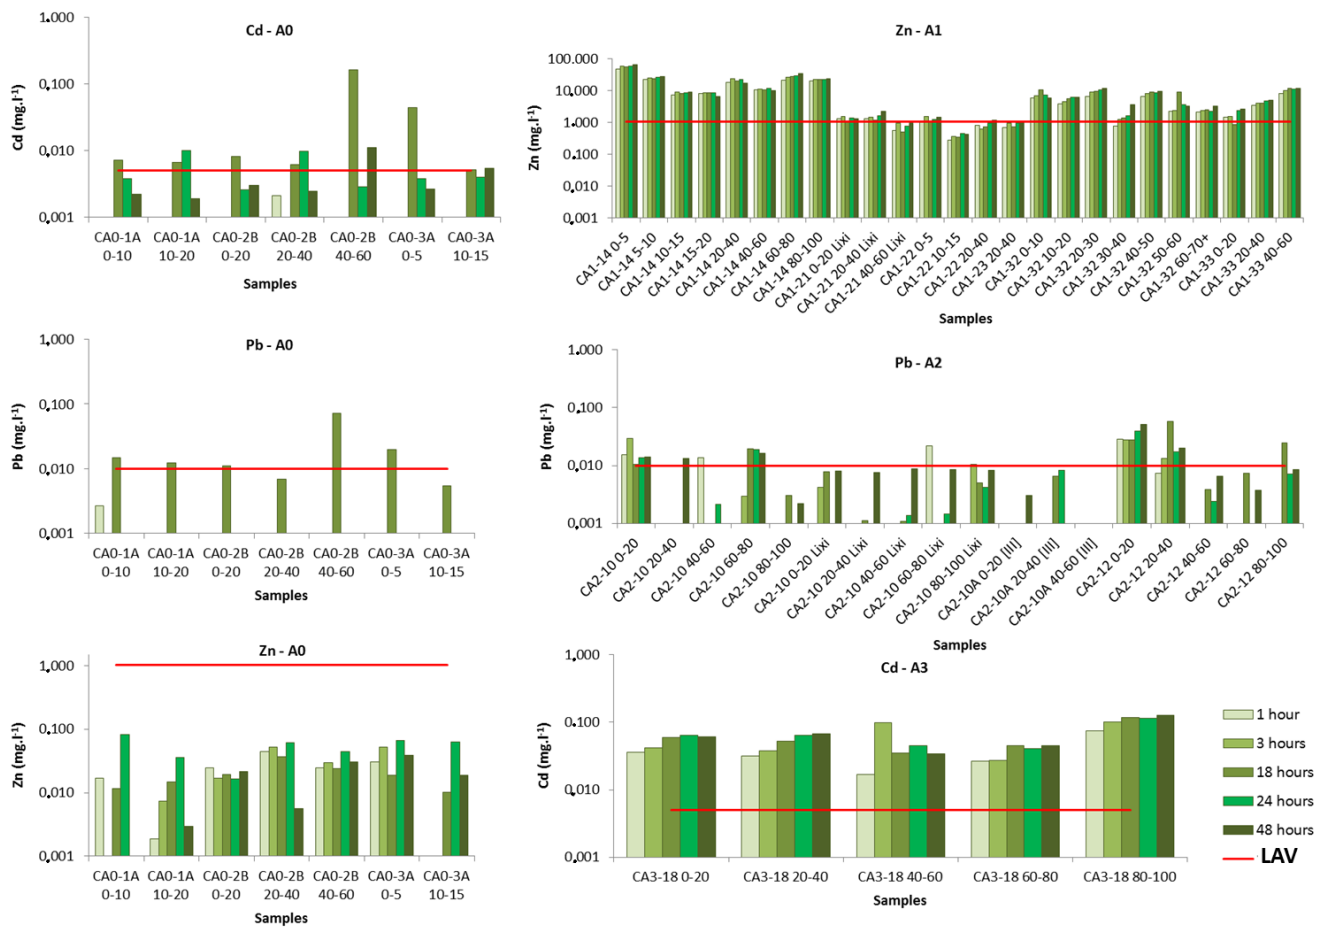 Cd - A0
Cd (mg.l-1)
1.000
0.100
0.010
0.001
CA0-1A 0-10
CA0-1A 10-20
CA0-2B 0-20
CA0-2B 20-40
CA0-2B 40-60
CA0-3A 0-5
CA0-3A 10-15
Samples
Zn - A1
Zn (mg.l-1)
100.000
10.000
1.000
0.100
0.010
0.001
CA1-14 0-5
CA1-14 5-10
CA1-14 10-15
CA1-14 15-20
CA1-14 20-40
CA1-14 40-60
CA1-14 60-80
CA1-14 80-100
CA1-21 0-20 Lixi
CA1-21 20-40 Lixi
CA1-21 40-60 Lixi
CA1-22 0-5
CA1-22 10-15
CA1-22 20-40
CA1-23 20-40
CA1-32 0-10
CA1-32 10-20
CA1-32 20-30
CA1-32 30-40
CA1-32 40-50
CA1-32 50-60
CA1-32 60-70+
CA1-33 0-20
CA1-33 20-40
CA1-33 40-60
Samples
Pb - A0
Pb (mg.l-1)
1.000
0.100
0.010
0.001
CA0-1A 0-10
CA0-1A 10-20
CA0-2B 0-20
CA0-2B 20-40
CA0-2B 40-60
CA0-3A 0-5
CA0-3A 10-15
Samples
Pb - A2
Pb (mg.l-1)
1.000
0.100
0.010
0.001
CA2-10 0-20
CA2-10 20-40
CA2-10 40-60
CA2-10 60-80
CA2-10 80-100
CA2-10 0-20 Lixi
CA2-10 20-40 Lixi
CA2-10 40-60 Lixi
CA2-10 60-80 Lixi
CA2-10 80-100 Lixi
CA2-10A 0-20 [III]
CA2-10A 20-40 [III]
CA2-10A 40-60 [III]
CA2-12 0-20
CA2-12 20-40
CA2-12 40-60
CA2-12 60-80
CA2-12 80-100
Samples
Zn - A0
Zn (mg.l-1)
1.000
0.100
0.010
0.001
CA0-1A 0-10
CA0-1A 10-20
CA0-2B 0-20
CA0-2B 20-40
CA0-2B 40-60
CA0-3A 0-5
CA0-3A 10-15
Samples
Cd - A3
Cd (mg.l-1)
1.000
0.100
0.010
0.001
CA3-18 0-20
CA3-18 20-40
CA3-18 40-60
CA3-18 60-80
CA3-18 80-100
Samples
1 hour
3 hours
18 hours
24 hours
48 hours
LAV